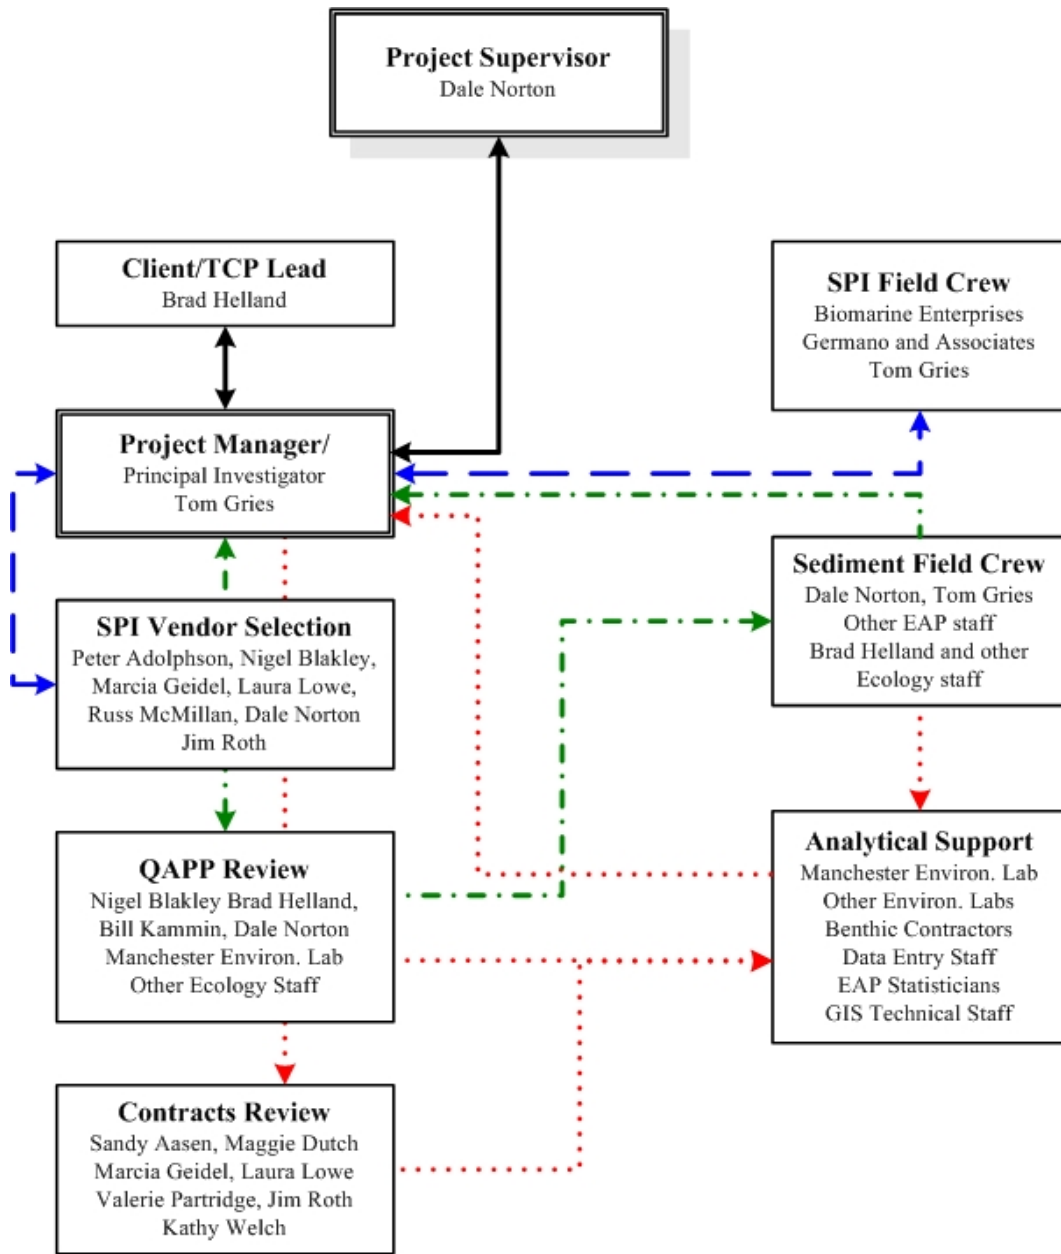 Project Supervisor
Dale Norton
Client/TCP Lead
Brad Helland
SPI Field Crew
Biomarine Enterprises
Germano and Associates
Tom Gries
Project Manager/
Principal Investigator
Tom Gries
Sediment Field Crew
Dale Norton, Tom Gries
Other EAP staff
Brad Helland and other
Ecology staff
SPI Vendor Selection
Peter Adolphson, Nigel Blakley,
Marcia Geidel, Laura Lowe,
Russ McMillan, Dale Norton
Jim Roth
QAPP Review
Nigel Blakley Brad Helland,
Bill Kammin, Dale Norton
Manchester Environ. Lab
Other Ecology Staff
Analytical Support
Manchester Environ. Lab
Other Environ. Labs
Benthic Contractors
Data Entry Staff
EAP Statisticians
GIS Technical Staff
Contracts Review
Sandy Aasen, Maggie Dutch
Marcia Geidel, Laura Lowe
Valerie Partridge, Jim Roth
Kathy Welch